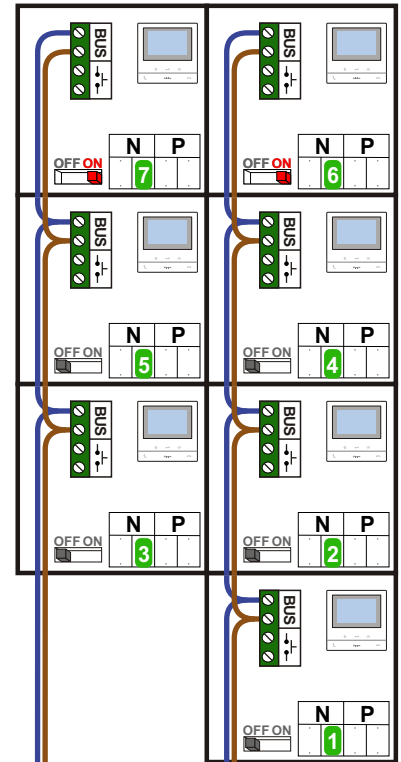 BUS
BUS
N P
N P
OFF ON
7
OFF ON
6
BUS
BUS
N P
N P
OFF ON
5
OFF ON
4
BUS
BUS
N P
N P
OFF ON
3
OFF ON
2
BUS
N P
OFF ON
1